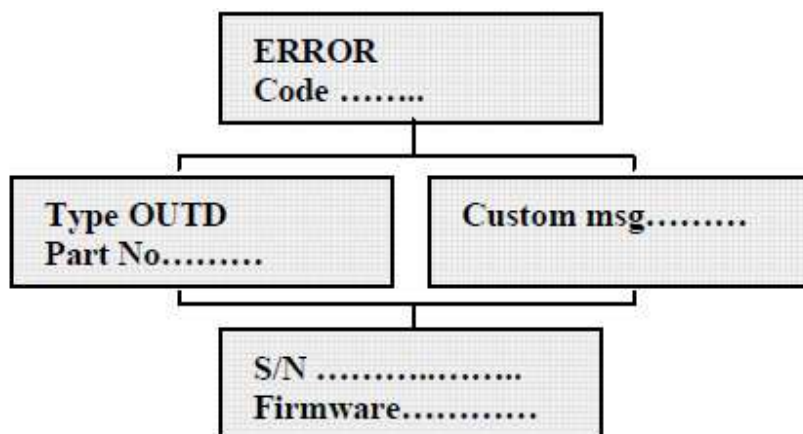 ERROR
Code ……..
Type OUTD
Part No………
Custom msg………
S/N ………..……..
Firmware…………